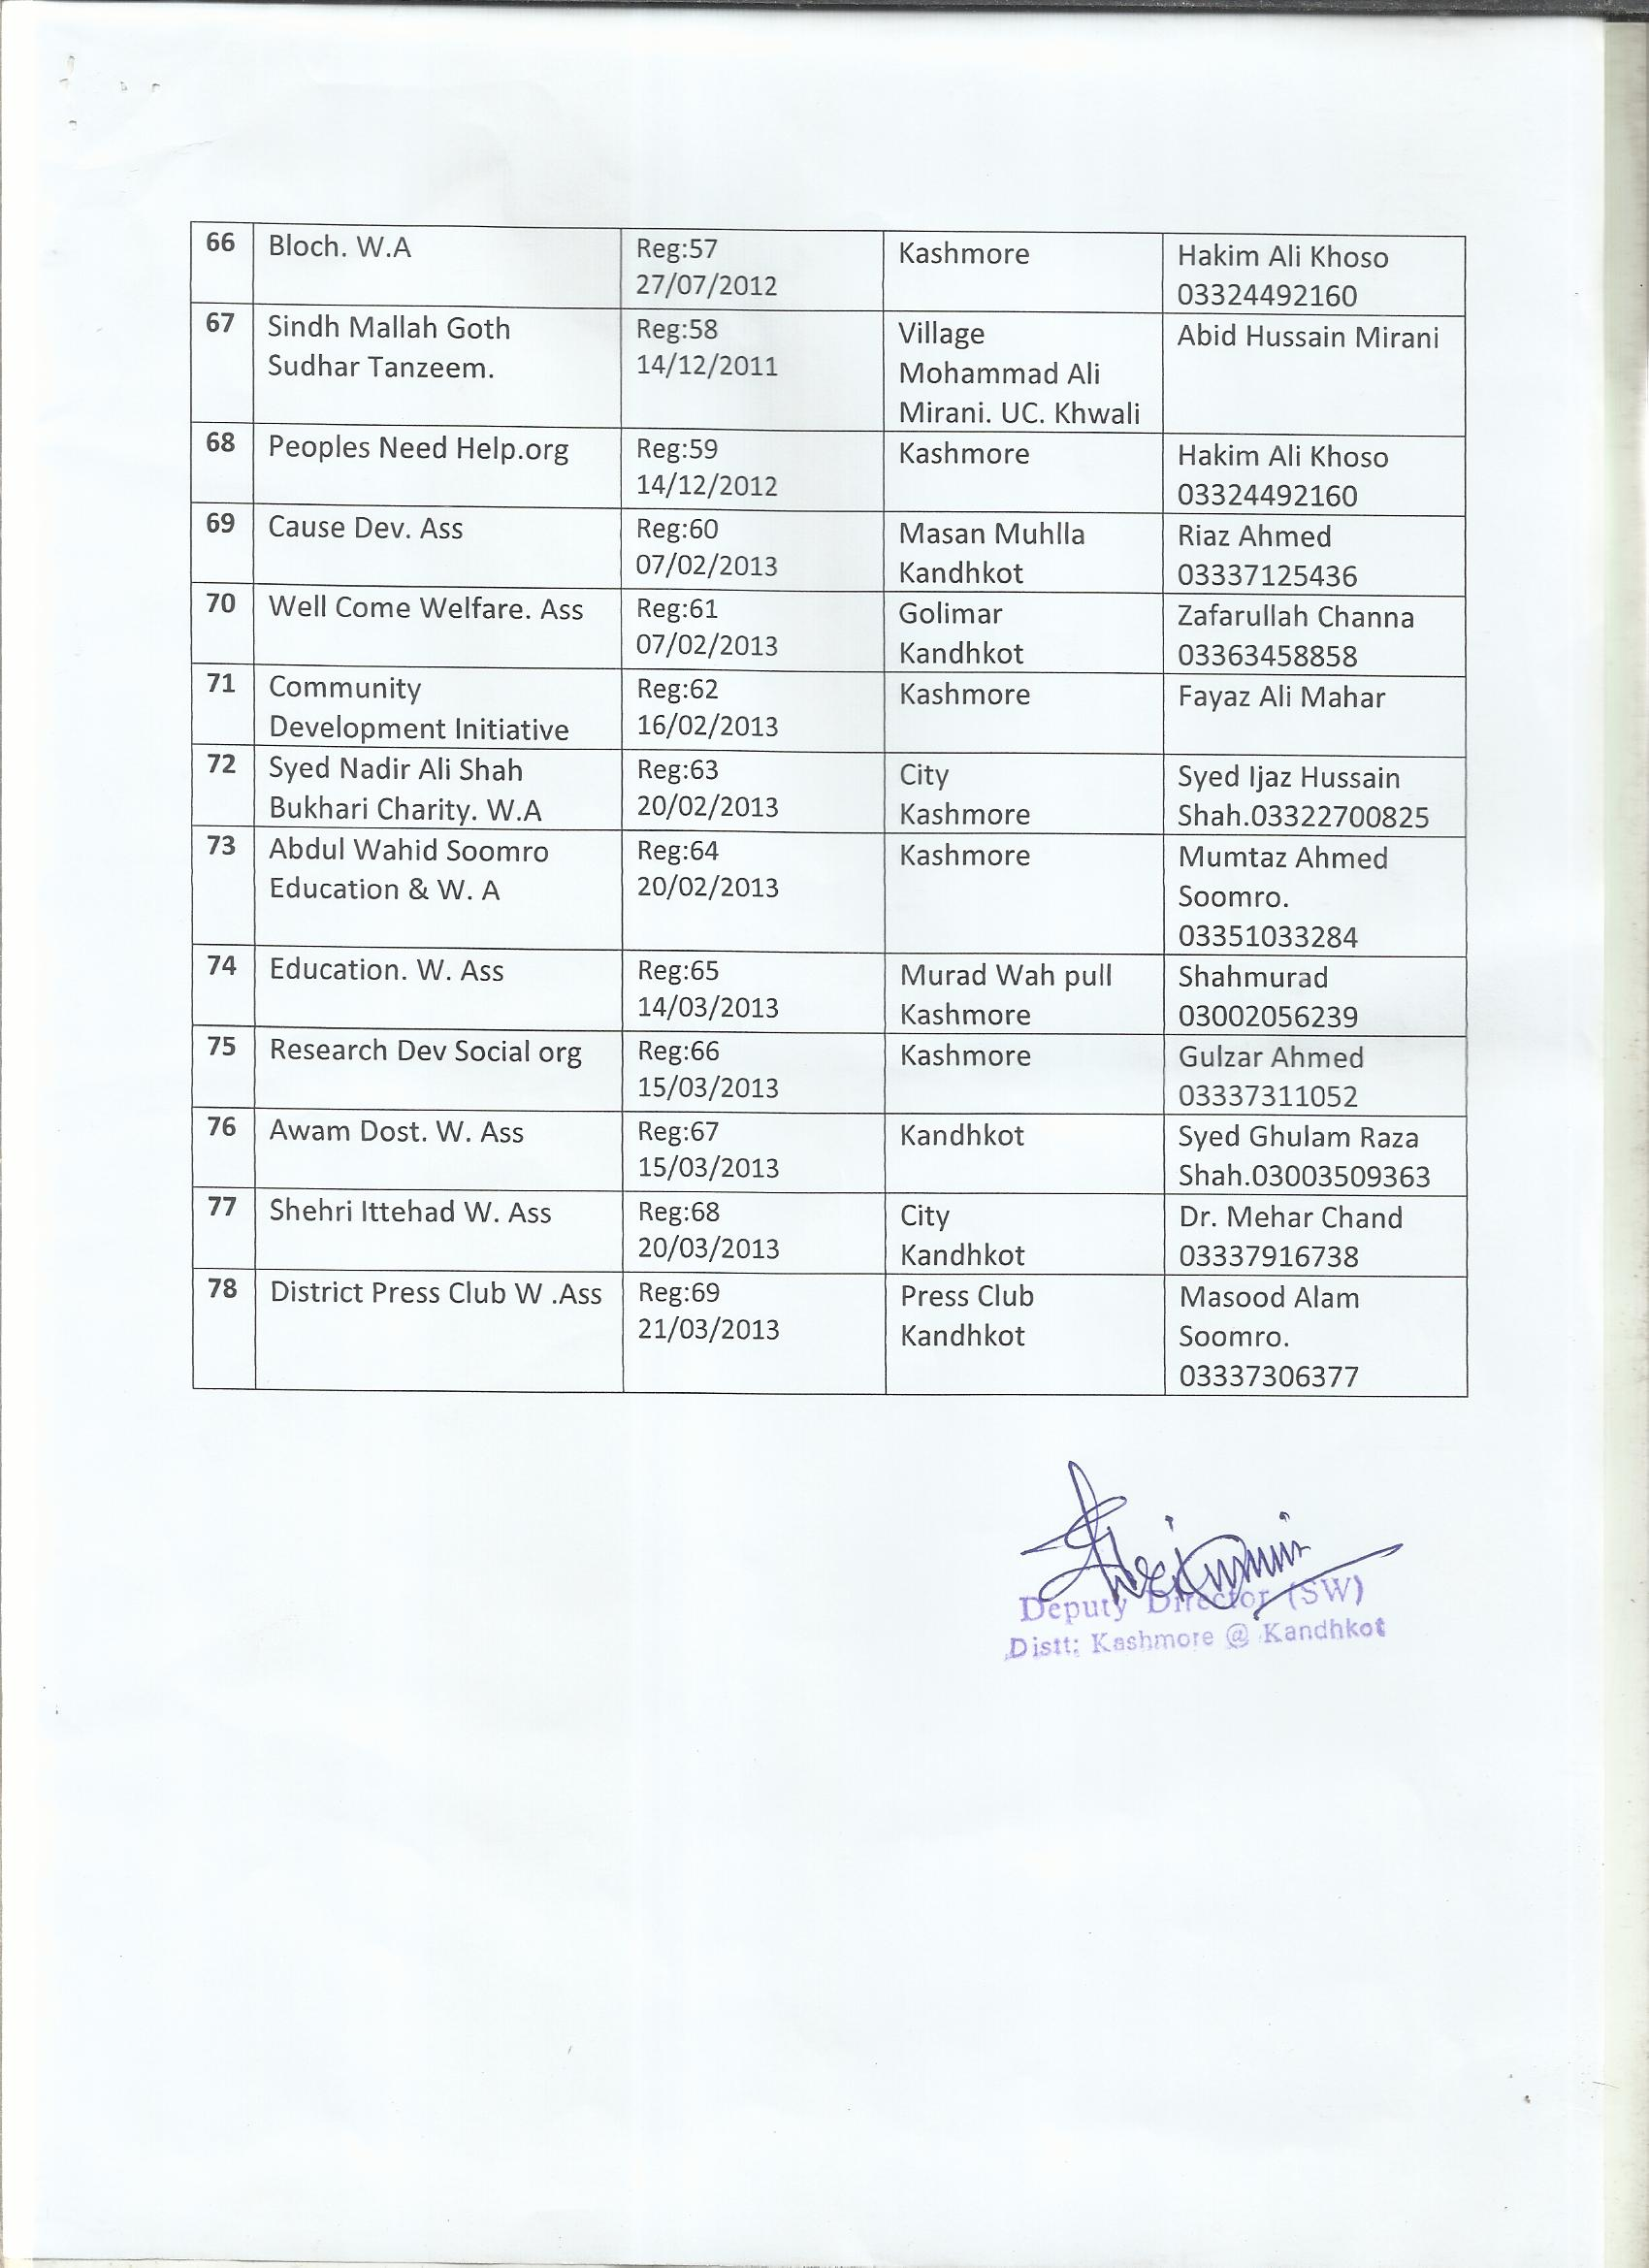 66 Bloch. W.A Reg:57 Kashmore Hakim Ali Khoso
27/07/2012 03324492160
67 Sindh Mallah Goth Reg:58 Village Abid Hussain Mirani
Sudhar Tanzeem. 14/12/2011 Mohammad Ali
Mirani. UC. Khwali
68 Peoples Need Help.org Reg:59 Kashmore Hakim Ali Khoso
14/12/2012 03324492160
69 Cause Dev. Ass Reg:60 Masan Muhlla Riaz Ahmed
07/02/2013 Kandhkot 03337125436
70 Well Come Welfare. Ass Reg:61 Golimar Zafarullah Channa
07/02/2013 Kandhkot 03363458858
71 Community Reg:62 Kashmore Fayaz Ali Mahar
Development Initiative 16/02/2013
72 Syed Nadir Ali Shah Reg:63 City Syed Ijaz Hussain
Bukhari Charity. W.A 20/02/2013 Kashmore Shah.03322700825
73 Abdul Wahid Soomro Reg:64 Kashmore Mumtaz Ahmed
Education & W. A 20/02/2013 Soomro.
03351033284
74 Education. W. Ass Reg:65 Murad Wah pull Shahmurad
14/03/2013 Kashmore 03002056239
75 Research Dev Social org Reg:66 Kashmore Gulzar Ahmed
15/03/2013 03337311052
76 Awam Dost. W. Ass Reg:67 Kandhkot Syed Ghulam Raza
15/03/2013 Shah.03003509363
77 Shehri Ittehad W. Ass Reg:68 City Dr. Mehar Chand
20/03/2013 Kandhkot 03337916738
78 District Press Club W .Ass Reg:69 Press Club Masood Alam
21/03/2013 Kandhkot Soomro.
03337306377
Deputy Director (SW)
Distt: Kashmore @ Kandhkot